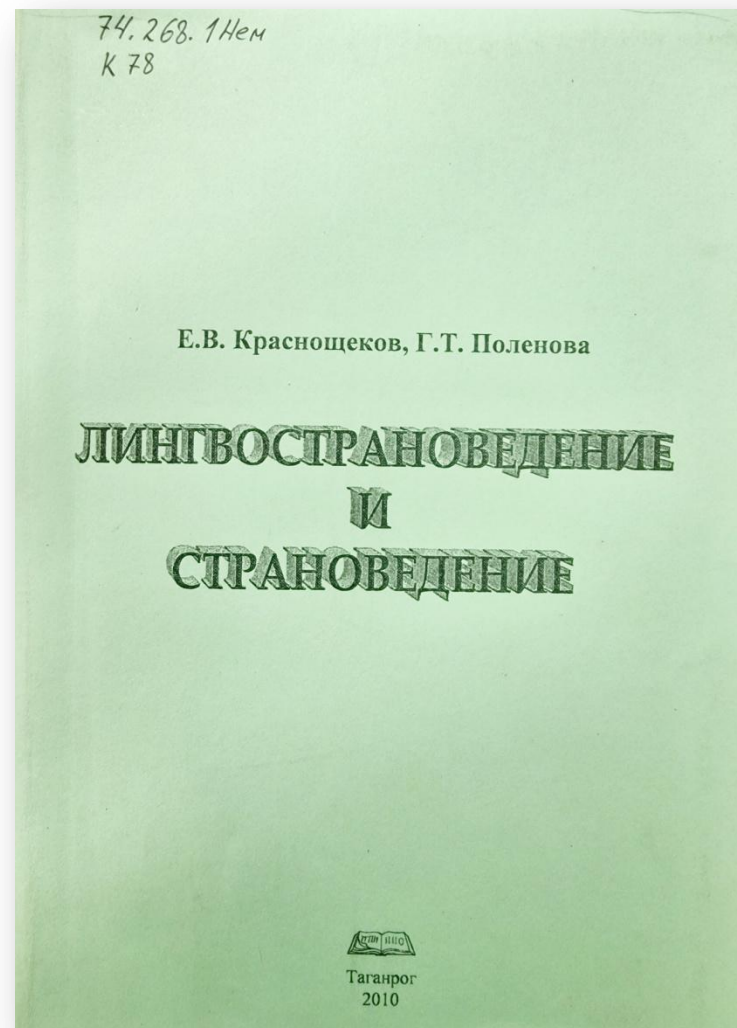 74.268.1Нем
К 78
Е.В. Краснощеков, Г.Т. Поленова
ЛИНГВОСТРАНОВЕДЕНИЕ
И
СТРАНОВЕДЕНИЕ
Таганрог
2010